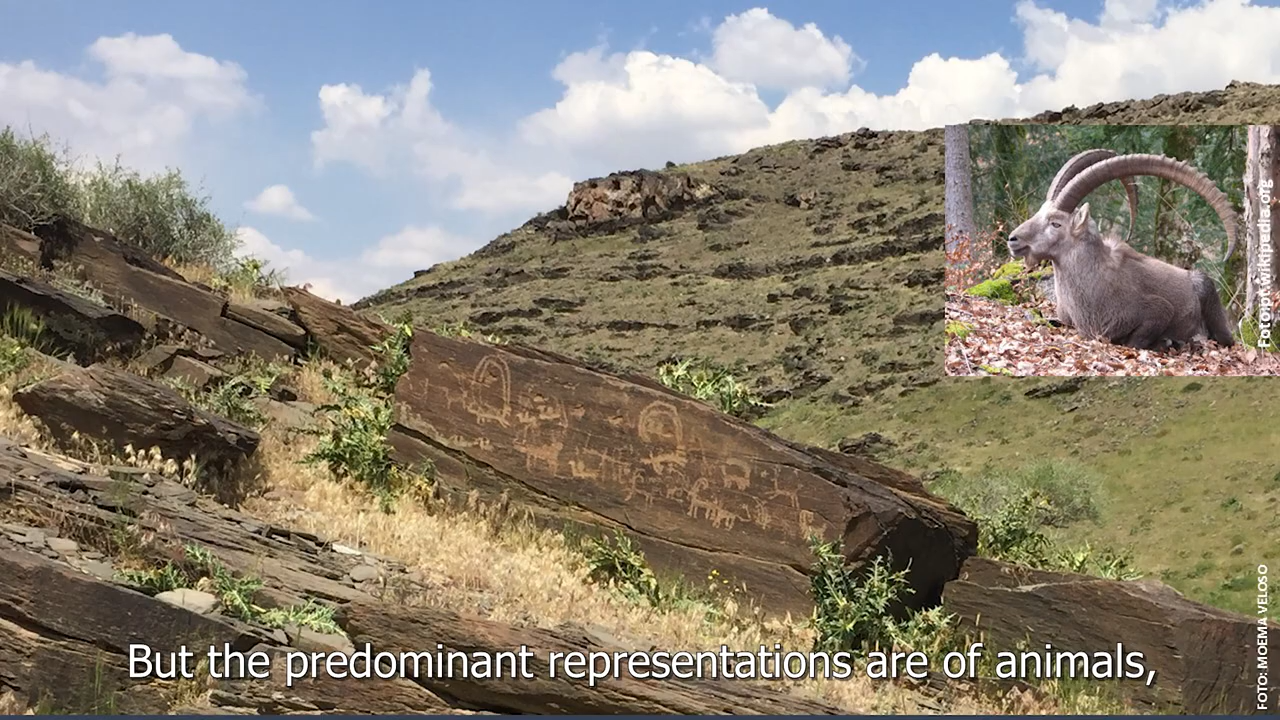 Foto:pt.wikipedia.org
FOTO: MOEMA VELOSO
But the predominant representations are of animals,